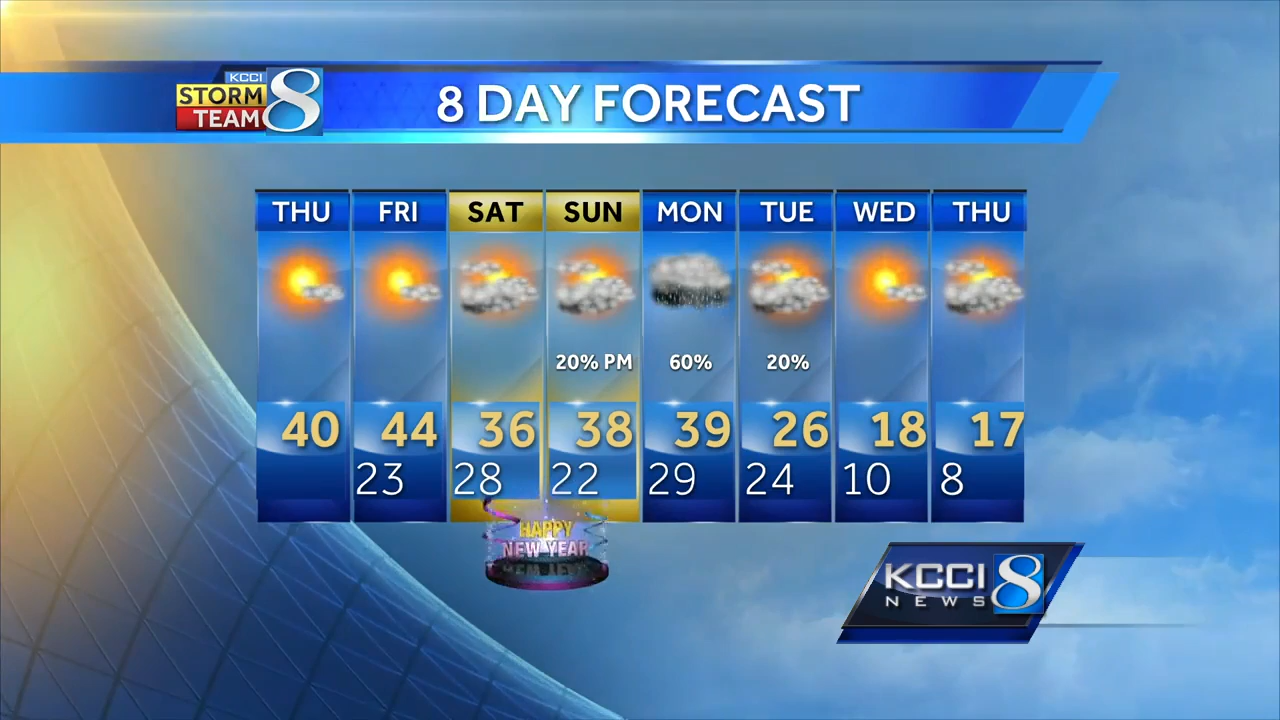 KCCI
STORM
TEAM
8
8 DAY FORECAST
THU FRI SAT SUN MON TUE WED THU
20% PM 60% 20%
40 44 36 38 39 26 18 17
23 28 22 29 24 10 8
HAPPY
NEW YEAR
KCCI 8
NEWS